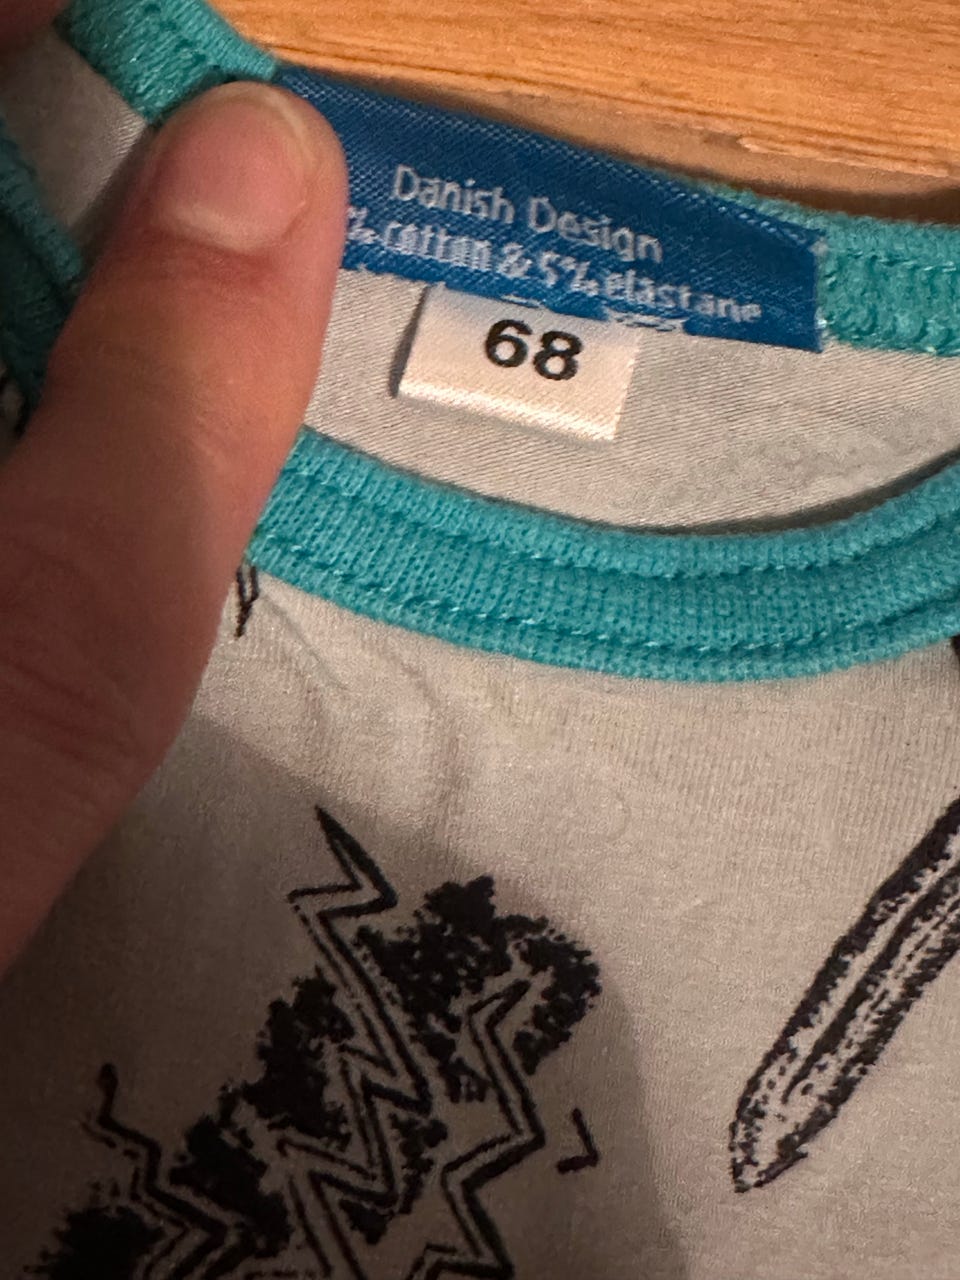 Danish Design
% cotton & 5% elastane
68